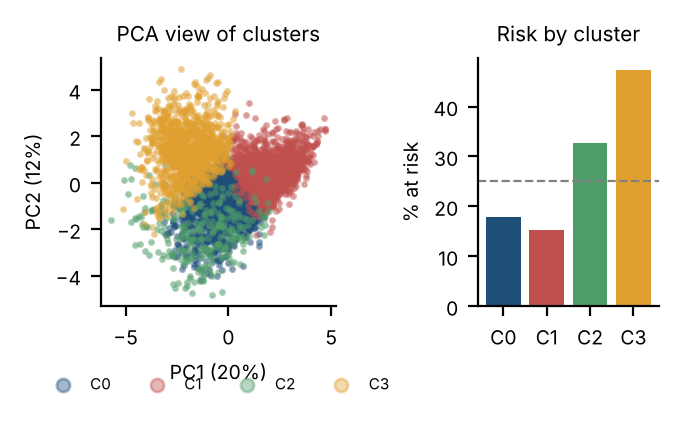 PCA view of clusters
PC2 (12%)
4
2
0
−2
−4
−5
0
5
PC1 (20%)
C0
C1
C2
C3
Risk by cluster
% at risk
40
30
20
10
0
C0
C1
C2
C3